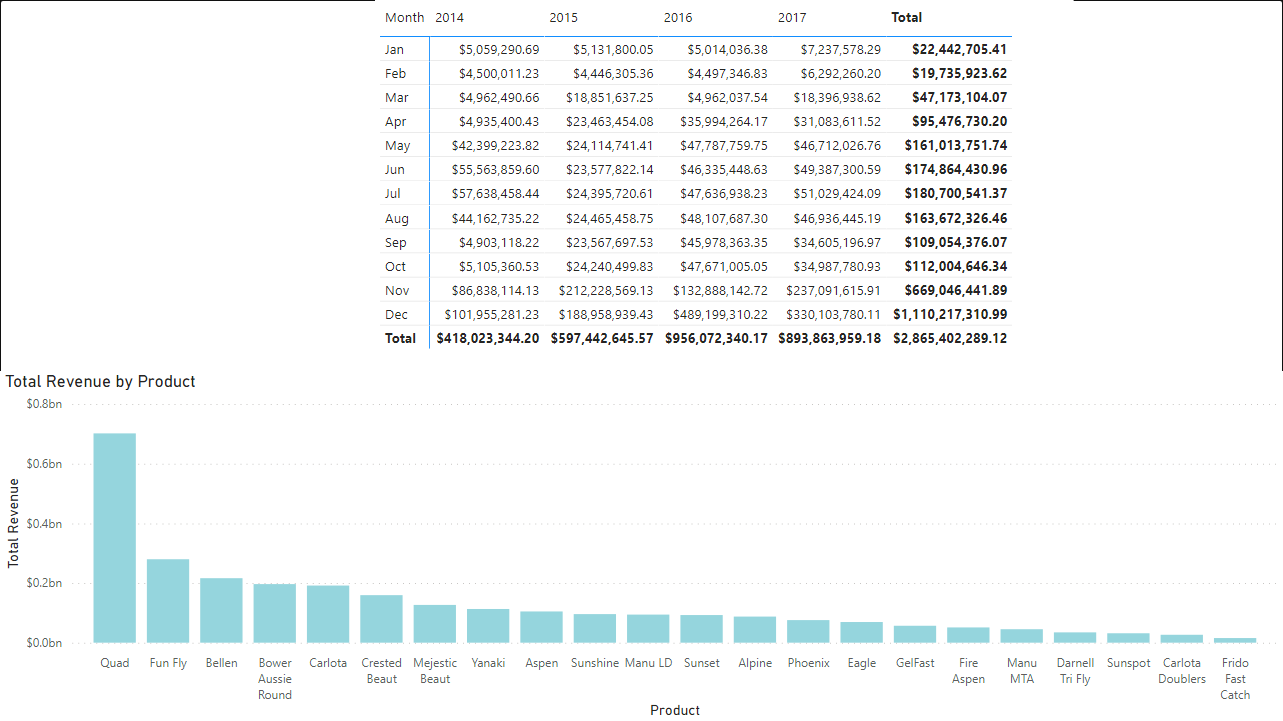 Month 2014 2015 2016 2017 Total
Jan $5,059,290.69 $5,131,800.05 $5,014,036.38 $7,237,578.29 $22,442,705.41
Feb $4,500,011.23 $4,446,305.36 $4,497,346.83 $6,292,260.20 $19,735,923.62
Mar $4,962,490.66 $18,851,637.25 $4,962,037.54 $18,396,938.62 $47,173,104.07
Apr $4,935,400.43 $23,463,454.08 $35,994,264.17 $31,083,611.52 $95,476,730.20
May $42,399,223.82 $24,114,741.41 $47,787,759.75 $46,712,026.76 $161,013,751.74
Jun $55,563,859.60 $23,577,822.14 $46,335,448.63 $49,387,300.59 $174,864,430.96
Jul $57,638,458.44 $24,395,720.61 $47,636,938.23 $51,029,424.09 $180,700,541.37
Aug $44,162,735.22 $24,465,458.75 $48,107,687.30 $46,936,445.19 $163,672,326.46
Sep $4,903,118.22 $23,567,697.53 $45,978,363.35 $34,605,196.97 $109,054,376.07
Oct $5,105,360.53 $24,240,499.83 $47,671,005.05 $34,987,780.93 $112,004,646.34
Nov $86,838,114.13 $212,228,569.13 $132,888,142.72 $237,091,615.91 $669,046,441.89
Dec $101,955,281.23 $188,958,939.43 $489,199,310.22 $330,103,780.11 $1,110,217,310.99
Total $418,023,344.20 $597,442,645.57 $956,072,340.17 $893,863,959.18 $2,865,402,289.12
Total Revenue by Product
$0.8bn
$0.6bn
$0.4bn
$0.2bn
$0.0bn
Total Revenue
Quad Fun Fly Bellen Bower Carlota Crested Mejestic Yanaki Aspen Sunshine Manu LD Sunset Alpine Phoenix Eagle GelFast Fire Manu Darnell Sunspot Carlota Frido
Aussie Beaut Beaut Aspen MTA Tri Fly Doublers Fast
Round Catch
Product